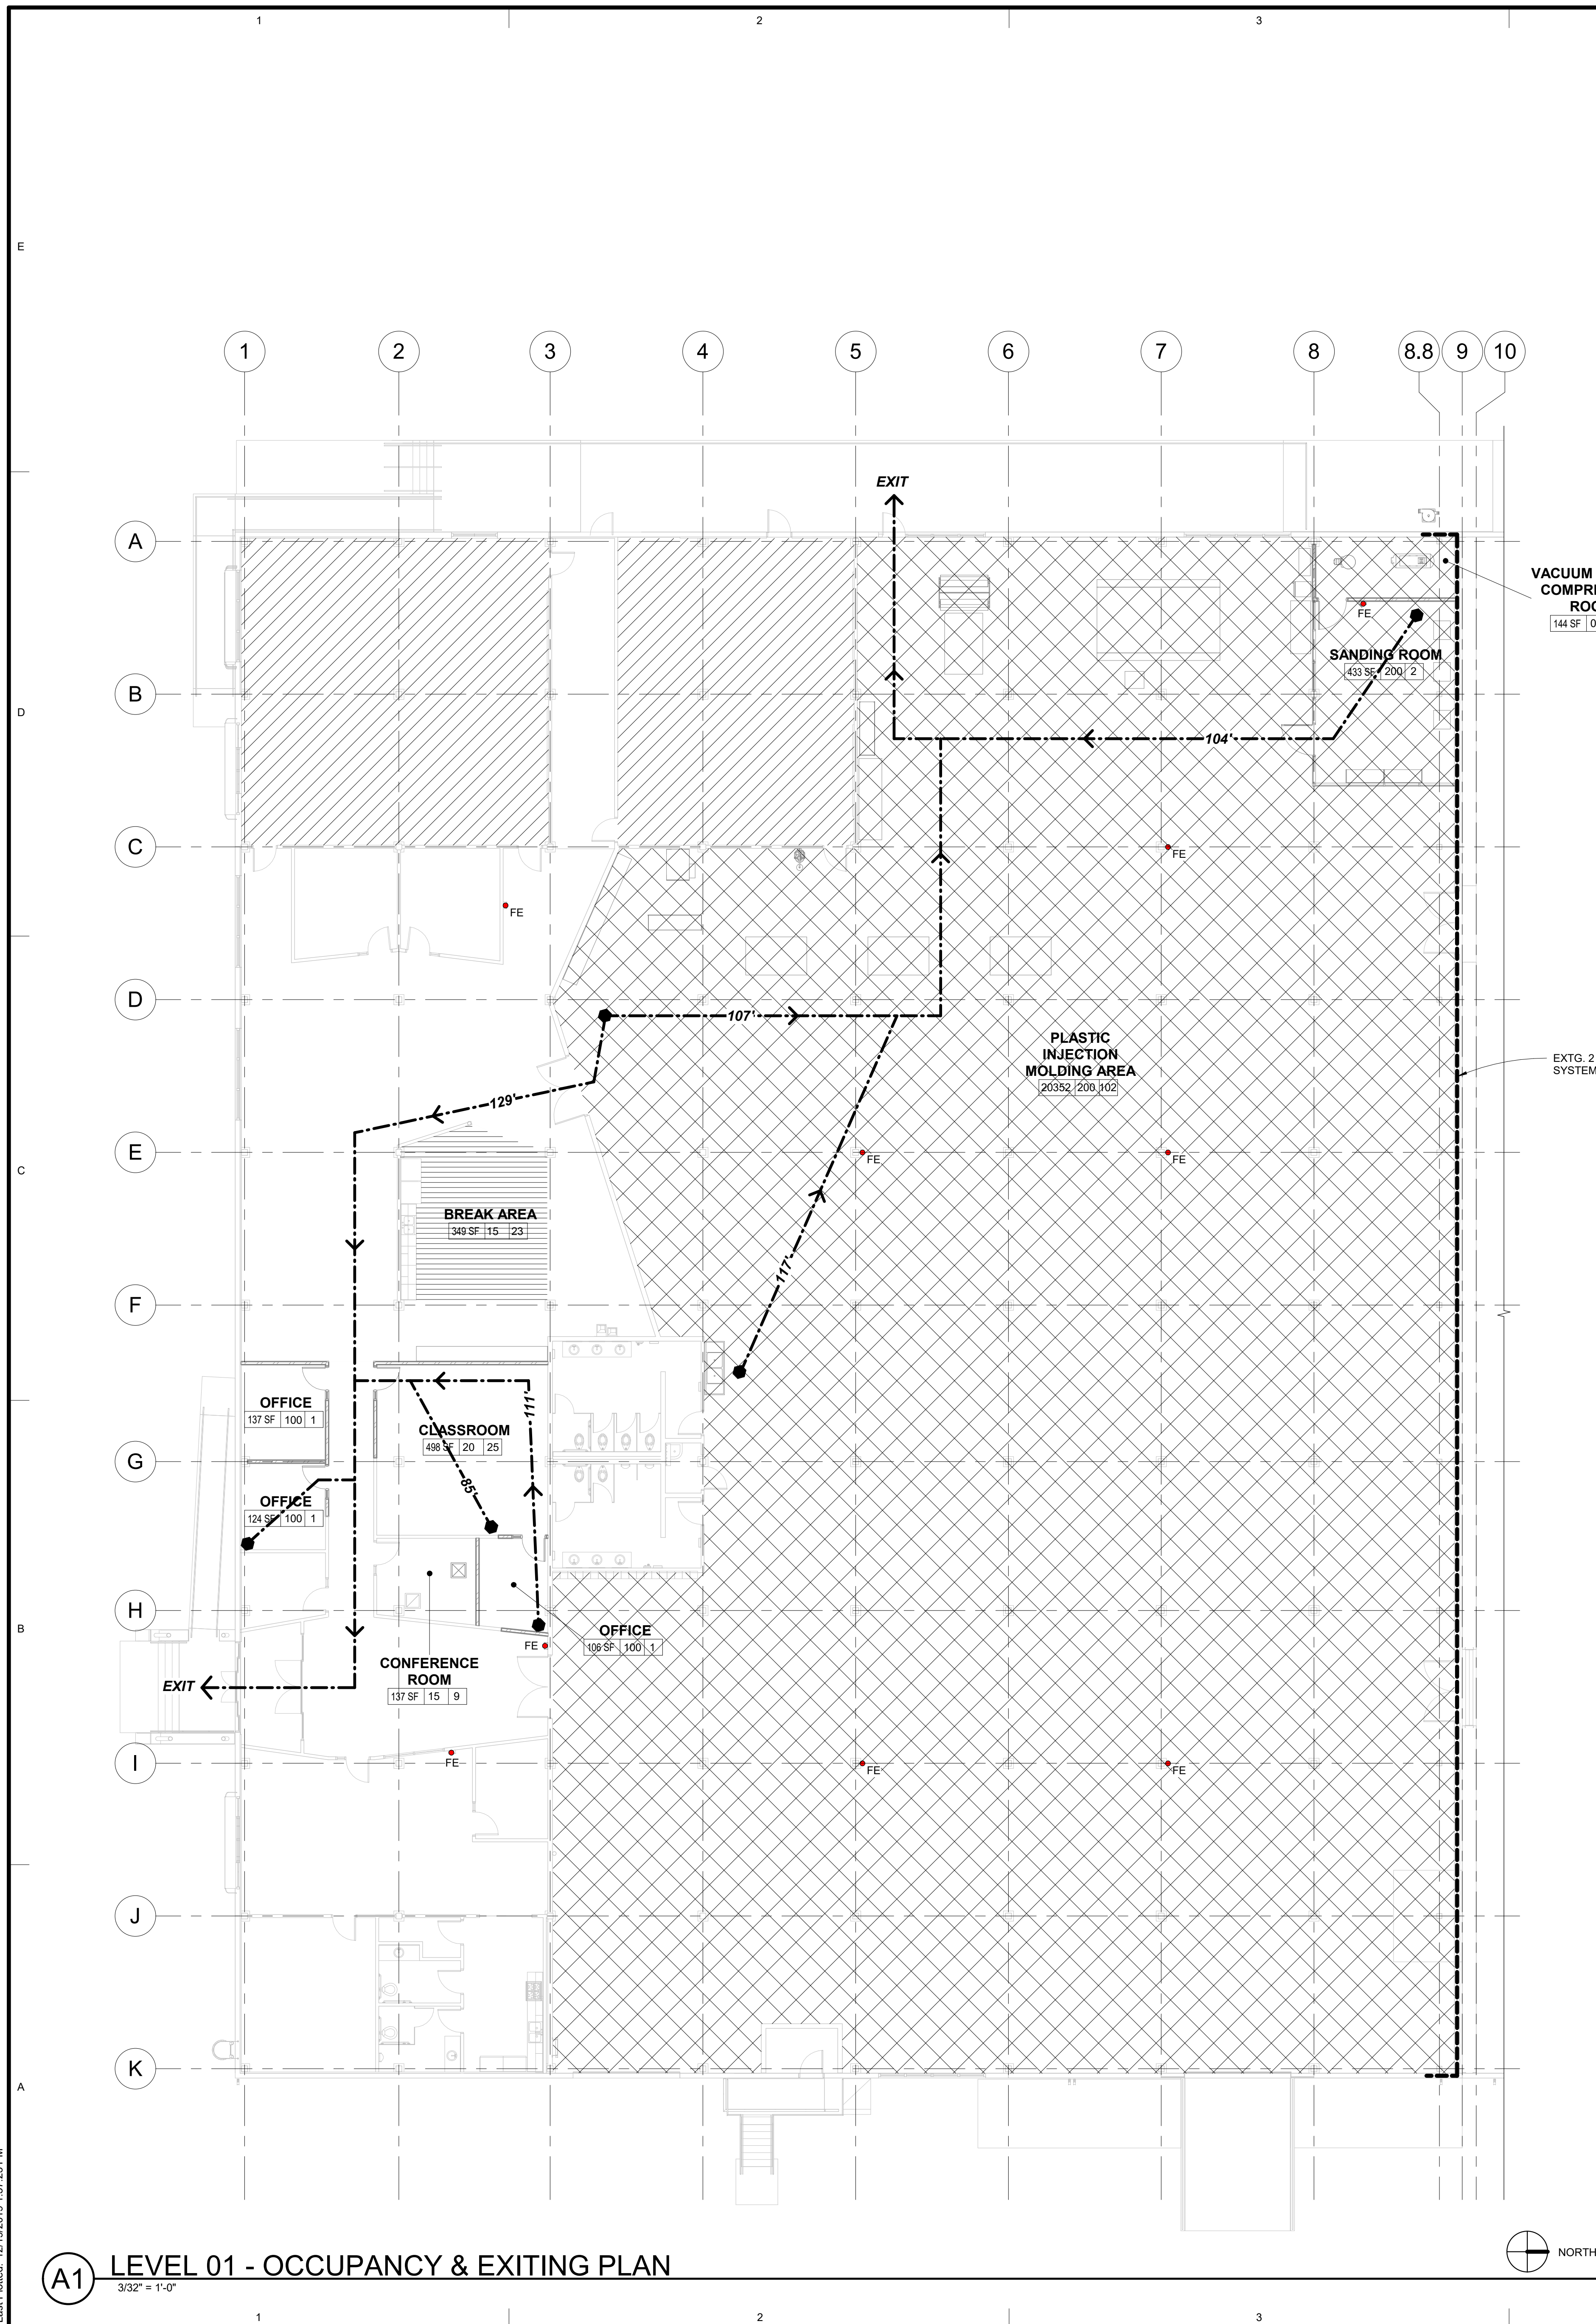 1 2 3
E
1 2 3 4 5 6 7 8 8.8 9 10
EXIT
A
VACUUM
FE
144 SF
SANDING ROOM
433 SF 200 2
B
D
104'
C
FE
FE
D
107'
PLASTIC
INJECTION
MOLDING AREA
20352 200 102
EXTG. 2
SYSTEM
129'
E
FE
FE
C
BREAK AREA
349 SF 15 23
117'
F
OFFICE
137 SF 100 1
111'
CLASSROOM
498 SF 20 25
G
85'
OFFICE
124 SF 100 1
H
B
OFFICE
106 SF 100 1
FE
CONFERENCE
ROOM
137 SF 15 9
EXIT
I
FE
FE
FE
J
K
A
A1
LEVEL 01 - OCCUPANCY & EXITING PLAN
3/32" = 1'-0"
NORTH
1 2 3